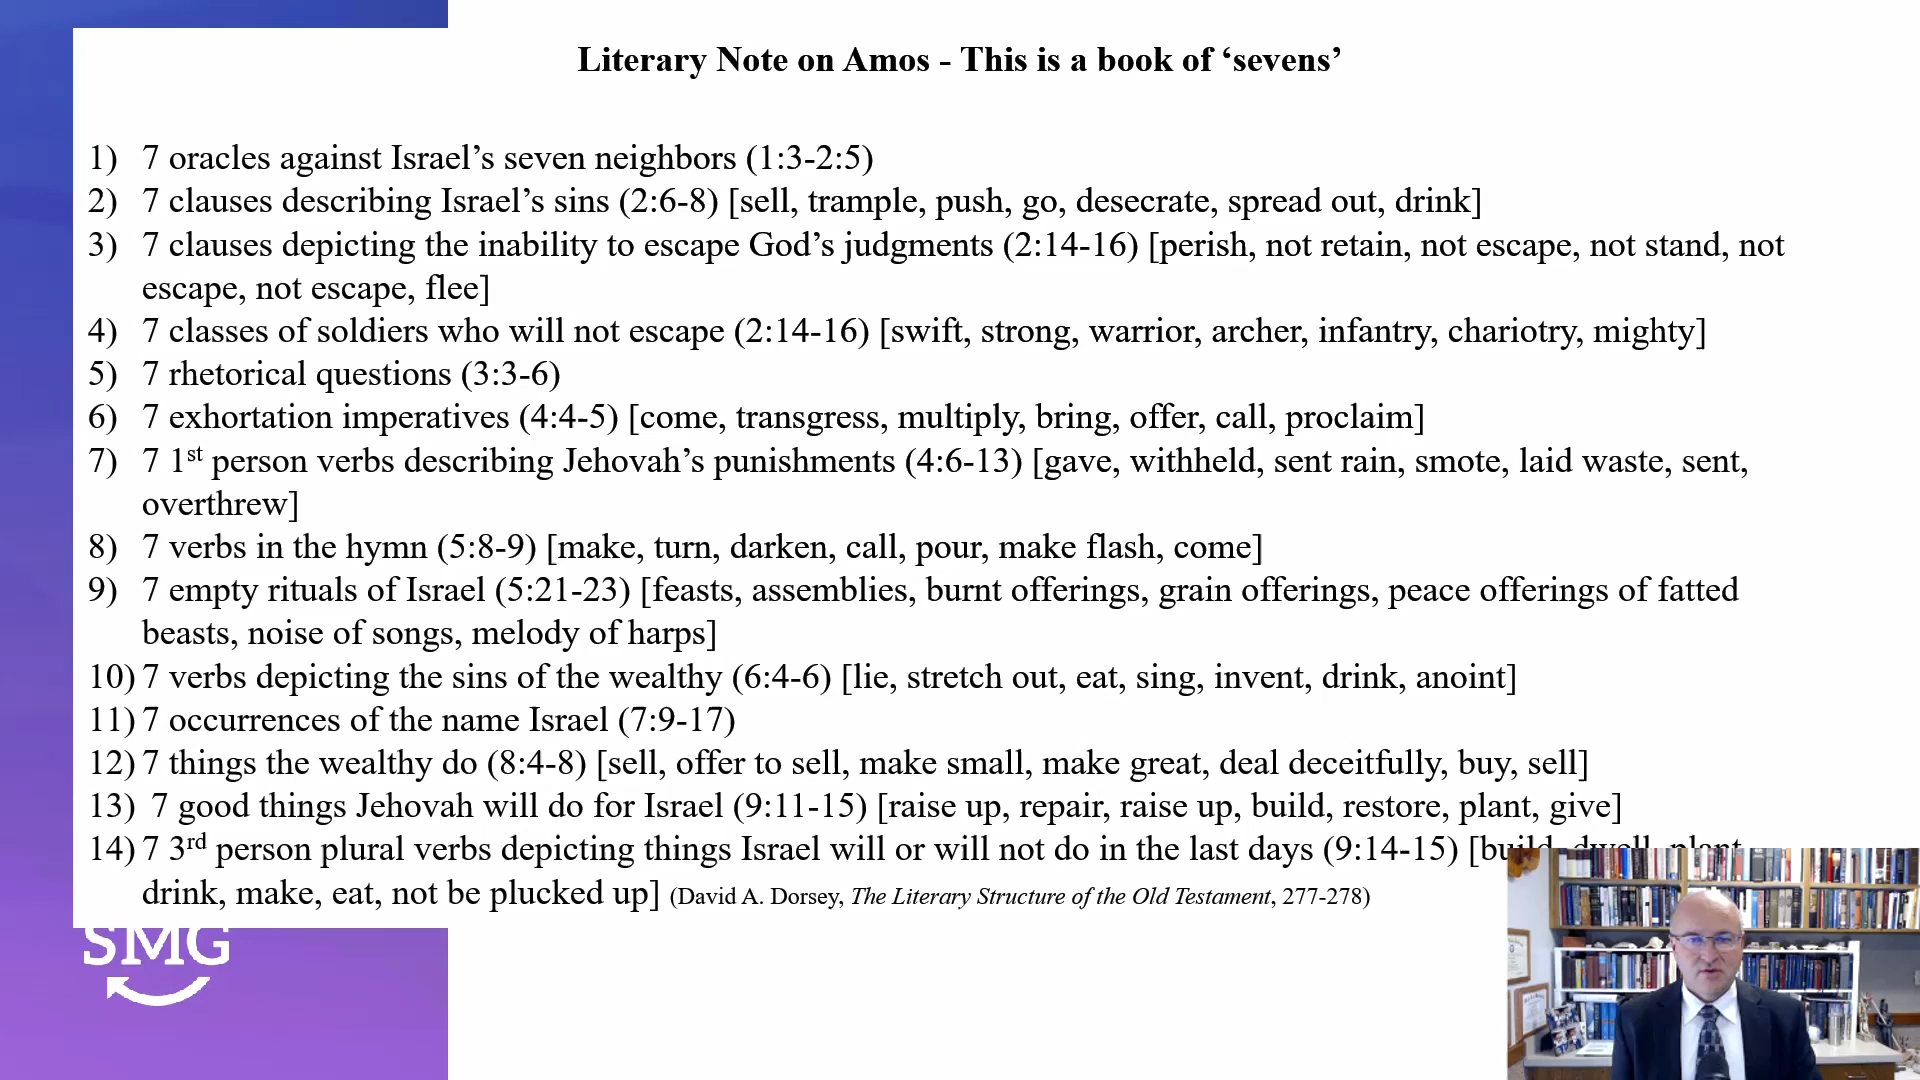 Literary Note on Amos - This is a book of ‘sevens’
1) 7 oracles against Israel’s seven neighbors (1:3-2:5)
2) 7 clauses describing Israel’s sins (2:6-8) [sell, trample, push, go, desecrate, spread out, drink]
3) 7 clauses depicting the inability to escape God’s judgments (2:14-16) [perish, not retain, not escape, not stand, not
escape, not escape, flee]
4) 7 classes of soldiers who will not escape (2:14-16) [swift, strong, warrior, archer, infantry, chariotry, mighty]
5) 7 rhetorical questions (3:3-6)
6) 7 exhortation imperatives (4:4-5) [come, transgress, multiply, bring, offer, call, proclaim]
7) 7 1st person verbs describing Jehovah’s punishments (4:6-13) [gave, withheld, sent rain, smote, laid waste, sent,
overthrew]
8) 7 verbs in the hymn (5:8-9) [make, turn, darken, call, pour, make flash, come]
9) 7 empty rituals of Israel (5:21-23) [feasts, assemblies, burnt offerings, grain offerings, peace offerings of fatted
beasts, noise of songs, melody of harps]
10) 7 verbs depicting the sins of the wealthy (6:4-6) [lie, stretch out, eat, sing, invent, drink, anoint]
11) 7 occurrences of the name Israel (7:9-17)
12) 7 things the wealthy do (8:4-8) [sell, offer to sell, make small, make great, deal deceitfully, buy, sell]
13) 7 good things Jehovah will do for Israel (9:11-15) [raise up, repair, raise up, build, restore, plant, give]
14) 7 3rd person plural verbs depicting things Israel will or will not do in the last days (9:14-15) [build, dwell, plant
drink, make, eat, not be plucked up] (David A. Dorsey, The Literary Structure of the Old Testament, 277-278)
SMG